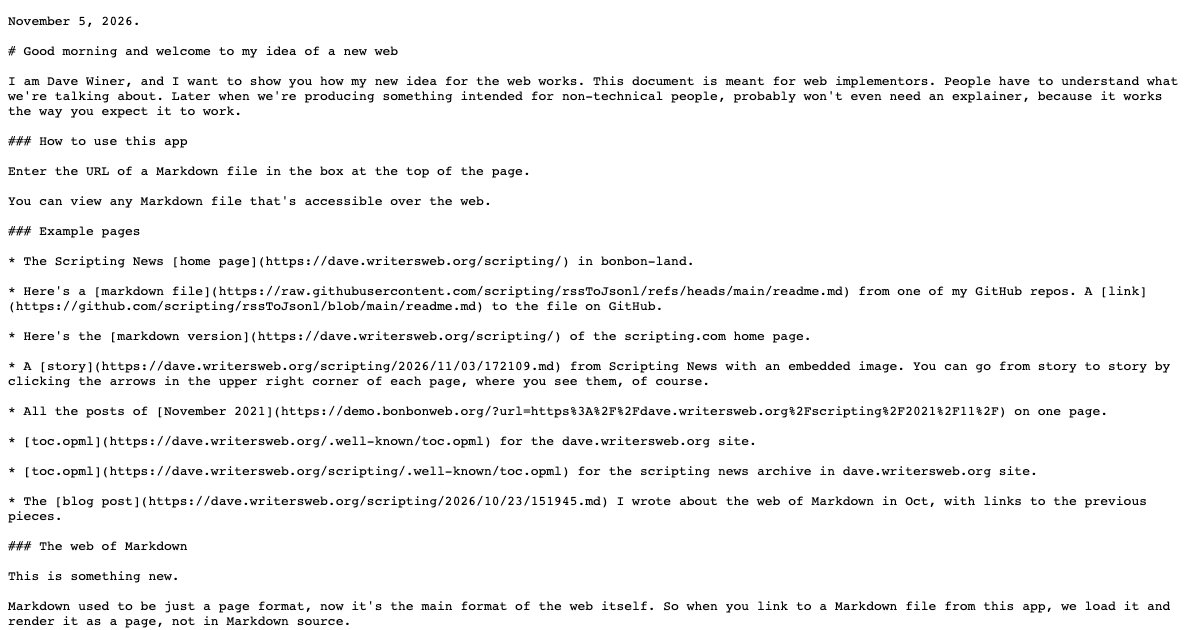 November 5, 2026.
# Good morning and welcome to my idea of a new web
I am Dave Winer, and I want to show you how my new idea for the web works. This document is meant for web implementors. People have to understand what
we're talking about. Later when we're producing something intended for non-technical people, probably won't even need an explainer, because it works
the way you expect it to work.
### How to use this app
Enter the URL of a Markdown file in the box at the top of the page.
You can view any Markdown file that's accessible over the web.
### Example pages
* The Scripting News [home page](https://dave.writersweb.org/scripting/) in bonbon-land.
* Here's a [markdown file](https://raw.githubusercontent.com/scripting/rssToJsonl/refs/heads/main/readme.md) from one of my GitHub repos. A [link]
(https://github.com/scripting/rssToJsonl/blob/main/readme.md) to the file on GitHub.
* Here's the [markdown version](https://dave.writersweb.org/scripting/) of the scripting.com home page.
* A [story](https://dave.writersweb.org/scripting/2026/11/03/172109.md) from Scripting News with an embedded image. You can go from story to story by
clicking the arrows in the upper right corner of each page, where you see them, of course.
* All the posts of [November 2021](https://demo.bonbonweb.org/?url=https%3A%2F%2Fdave.writersweb.org%2Fscripting%2F2021%2F11%2F) on one page.
* [toc.opml](https://dave.writersweb.org/.well-known/toc.opml) for the dave.writersweb.org site.
* [toc.opml](https://dave.writersweb.org/scripting/.well-known/toc.opml) for the scripting news archive in dave.writersweb.org site.
* The [blog post](https://dave.writersweb.org/scripting/2026/10/23/151945.md) I wrote about the web of Markdown in Oct, with links to the previous
pieces.
### The web of Markdown
This is something new.
Markdown used to be just a page format, now it's the main format of the web itself. So when you link to a Markdown file from this app, we load it and
render it as a page, not in Markdown source.